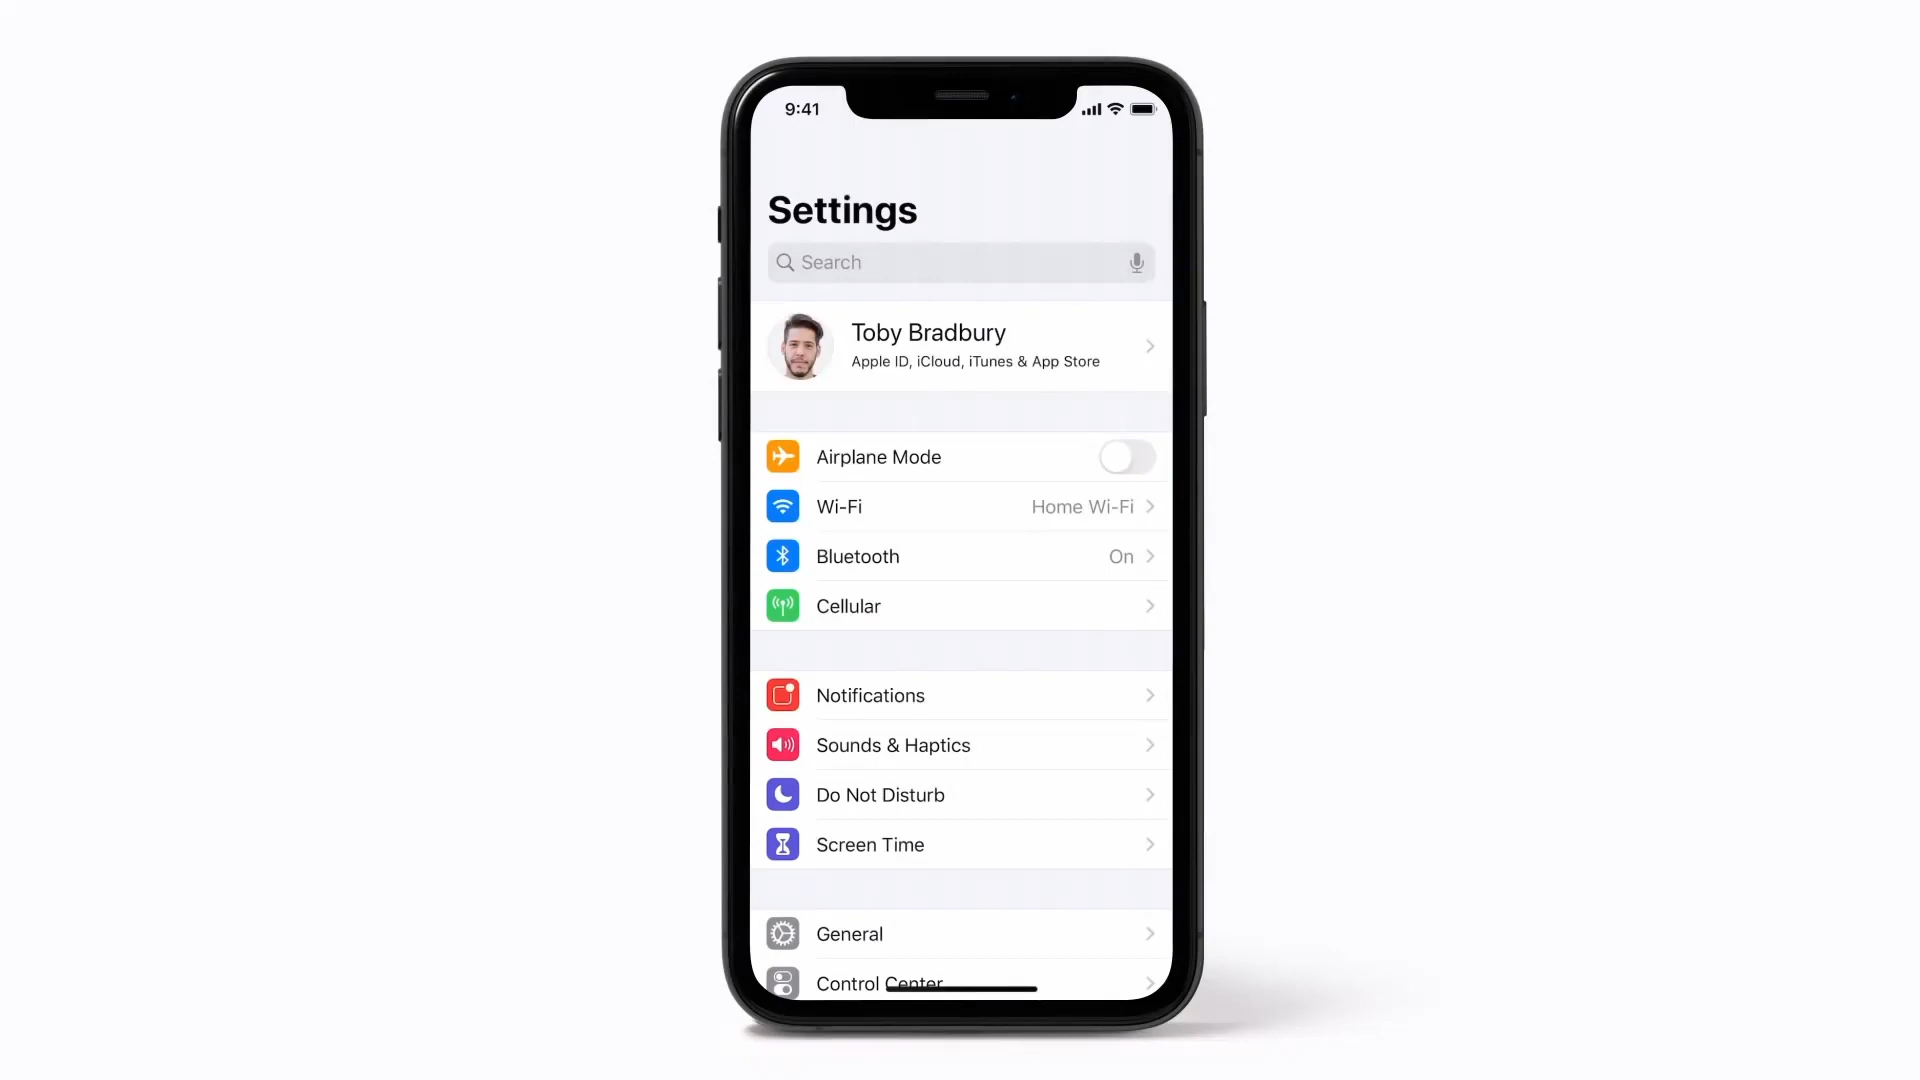 9:41
Settings
Search
Toby Bradbury
Apple ID, iCloud, iTunes & App Store
Airplane Mode
Wi-Fi Home Wi-Fi
Bluetooth On
Cellular
Notifications
Sounds & Haptics
Do Not Disturb
Screen Time
General
Control Center